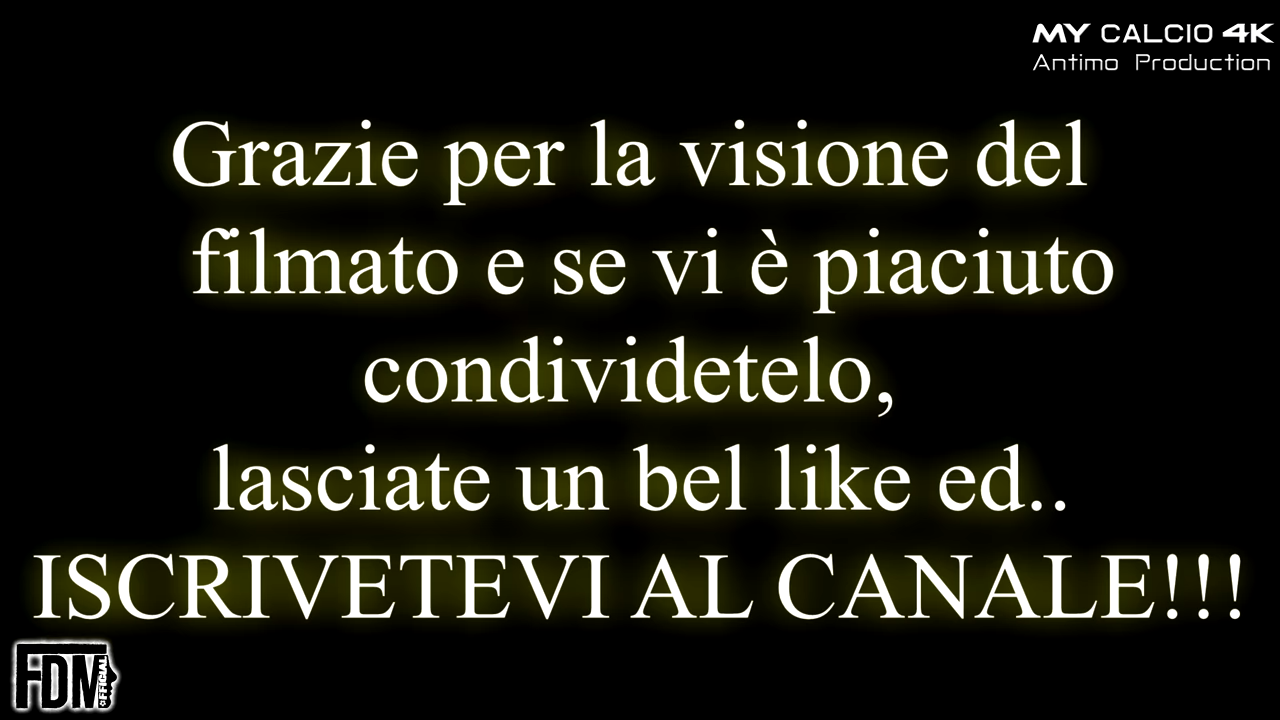 MY CALCIO 4K
Antimo Production
Grazie per la visione del
filmato e se vi è piaciuto
condividetelo,
lasciate un bel like ed..
ISCRIVETEVI AL CANALE!!!
FDM
OFFICIAL